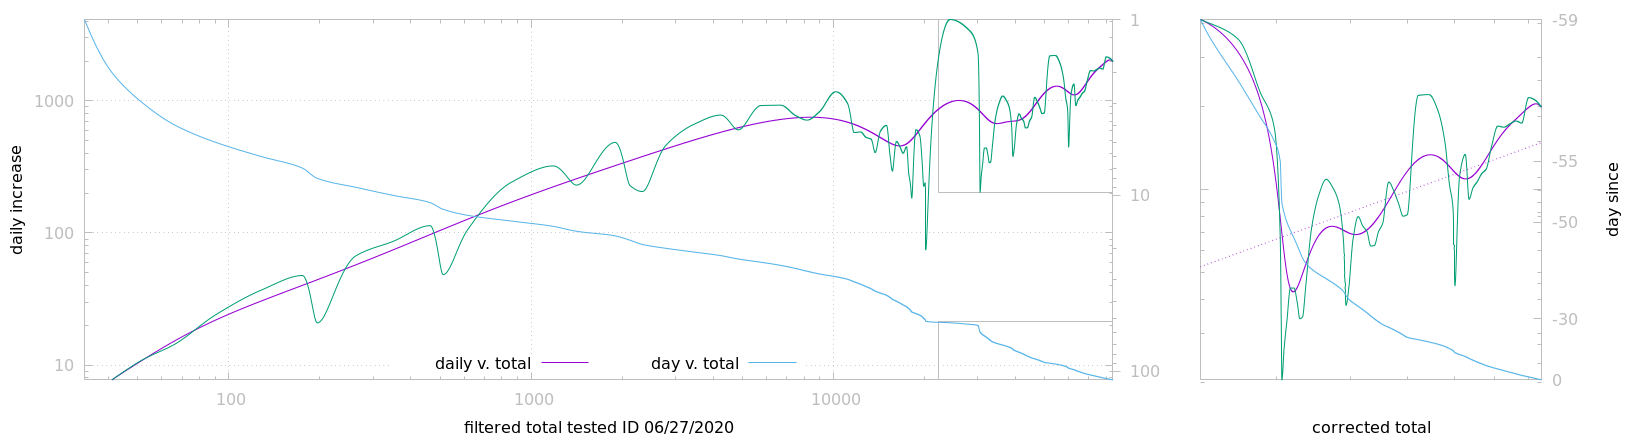 daily increase
1000
100
10
100
1000
10000
filtered total tested ID 06/27/2020
daily v. total
day v. total
1
10
100
-59
-55
-50
-30
0
day since
corrected total